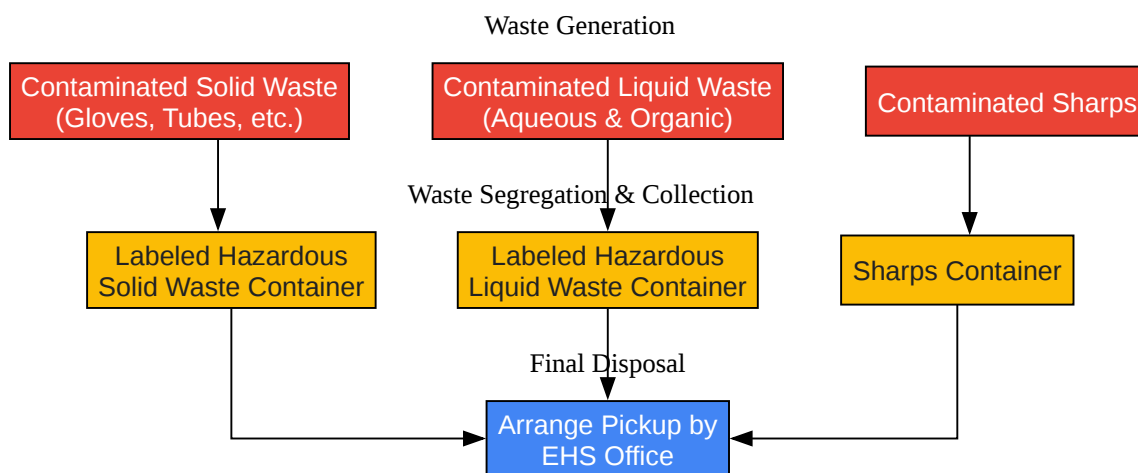 Waste Generation
Contaminated Solid Waste
(Gloves, Tubes, etc.)
Contaminated Liquid Waste
(Aqueous & Organic)
Contaminated Sharps
Waste Segregation & Collection
Labeled Hazardous
Solid Waste Container
Labeled Hazardous
Liquid Waste Container
Sharps Container
Final Disposal
Arrange Pickup by
EHS Office